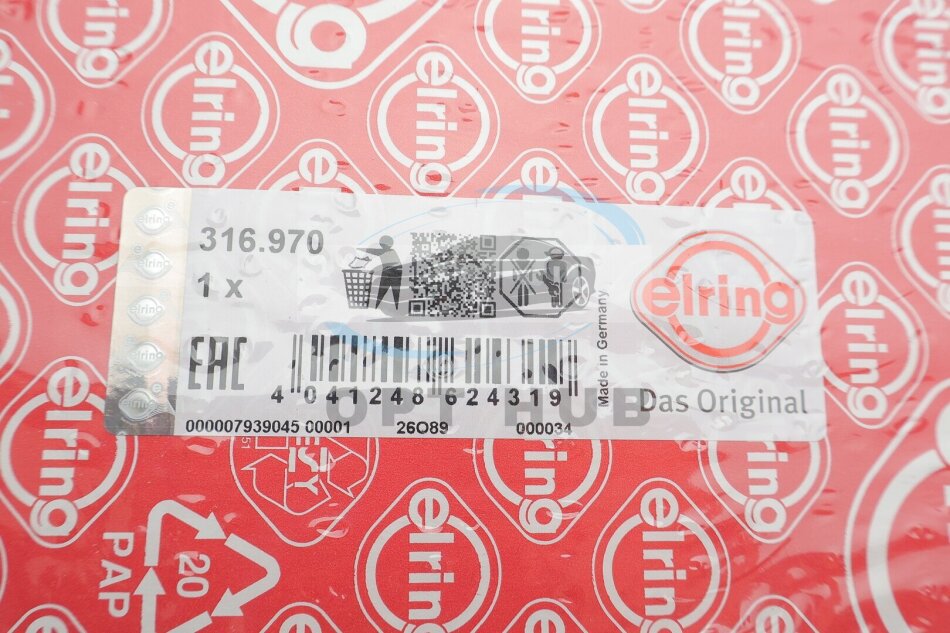 316.970
1 x
EAC
4 041248 624319
000007939045 00001 26O89 000034
Made in Germany
elring
Das Original
OPT HUB
20
PAP